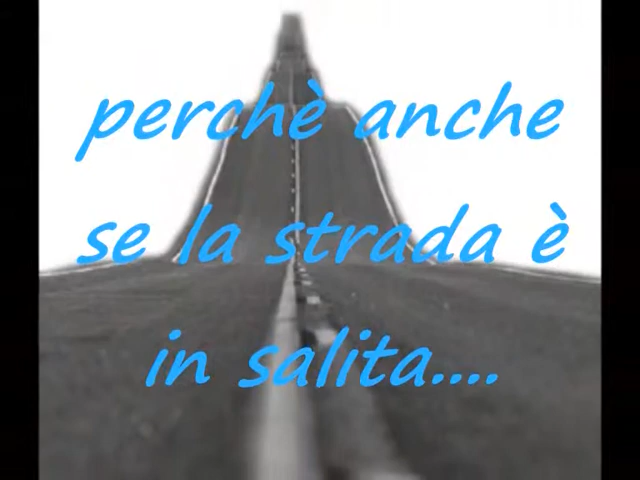 perchè anche
se la strada è
in salita....